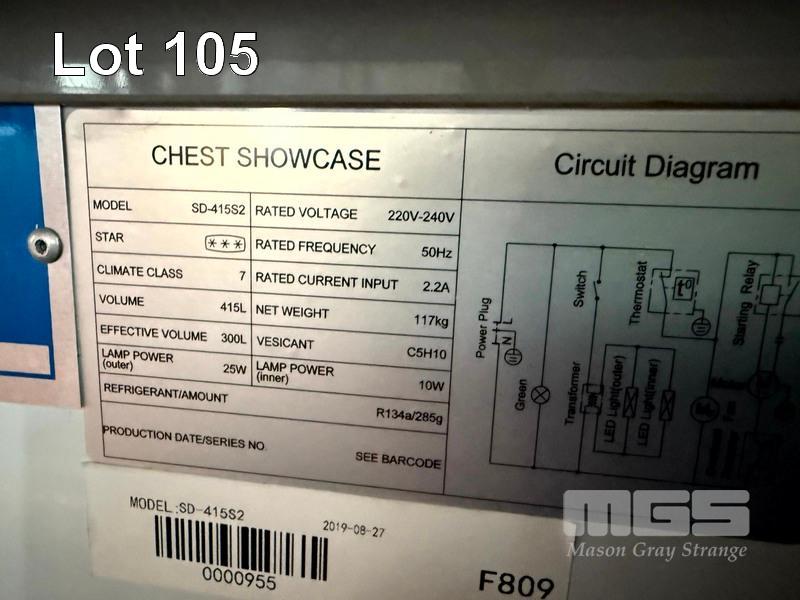 Lot 105
CHEST SHOWCASE
MODEL SD-415S2 RATED VOLTAGE 220V-240V
STAR *** RATED FREQUENCY 50Hz
CLIMATE CLASS 7 RATED CURRENT INPUT 2.2A
VOLUME 415L NET WEIGHT 117kg
EFFECTIVE VOLUME 300L VESICANT C5H10
LAMP POWER (outer) 25W LAMP POWER (inner) 10W
REFRIGERANT/AMOUNT R134a/285g
PRODUCTION DATE/SERIES NO. SEE BARCODE
Circuit Diagram
Power Plug
L
N
Green
Switch
Transformer
LED Light(outer)
LED Light(inner)
Thermostat
t°
Starting Relay
Motor
Fan
MODEL:SD-415S2
2019-08-27
0000955
F809
MGS
Mason Gray Strange